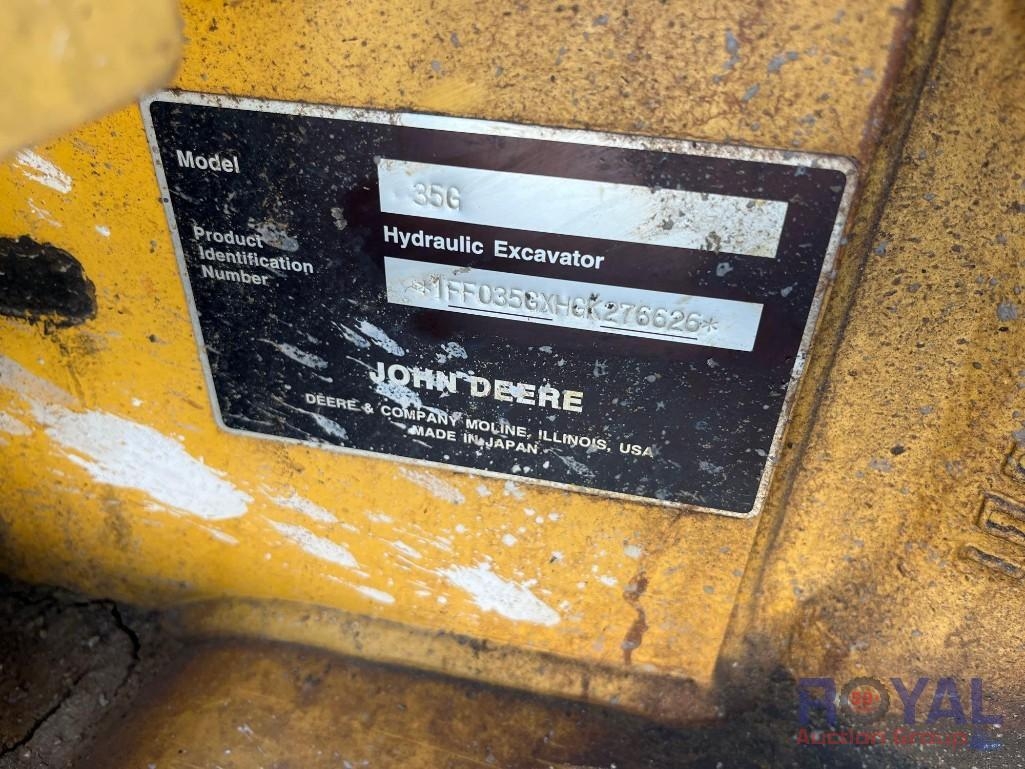 Model
35G
Hydraulic Excavator
Product
Identification
Number
*1FF035GXHGK276626*
JOHN DEERE
DEERE & COMPANY MOLINE, ILLINOIS, USA
MADE IN JAPAN
ROYAL
Auction Group